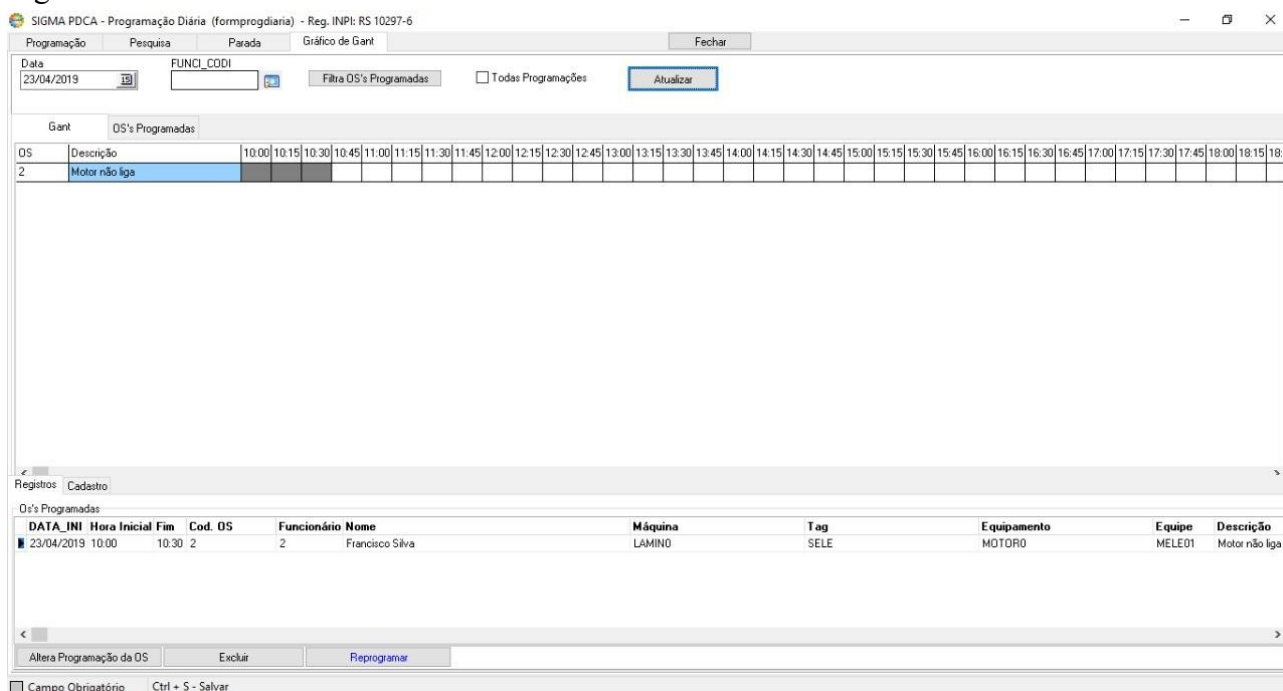 SIGMA PDCA - Programação Diária (formprogdiaria) - Reg. INPI: RS 10297-6
Programação Pesquisa Parada Gráfico de Gant Fechar
Data FUNCI_CODI
23/04/2019 15 Filtra OS's Programadas Todas Programações Atualizar
Gant OS's Programadas
OS Descrição 10:00 10:15 10:30 10:45 11:00 11:15 11:30 11:45 12:00 12:15 12:30 12:45 13:00 13:15 13:30 13:45 14:00 14:15 14:30 14:45 15:00 15:15 15:30 15:45 16:00 16:15 16:30 16:45 17:00 17:15 17:30 17:45 18:00 18:15 18:
2 Motor não liga
Registros Cadastro
Os's Programadas
DATA_INI Hora Inicial Fim Cod. OS Funcionário Nome Máquina Tag Equipamento Equipe Descrição
23/04/2019 10:00 10:30 2 2 Francisco Silva LAMIN0 SELE MOTOR0 MELE01 Motor não liga
Altera Programação da OS Excluir Reprogramar
Campo Obrigatório Ctrl + S - Salvar